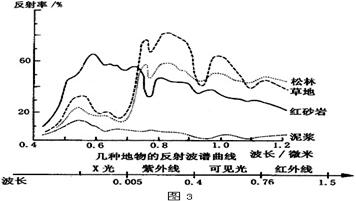 反射率 /%
80
40
20
松林
草地
红砂岩
泥浆
0.4 0.6 0.8 1.0 1.2
几种地物的反射波谱曲线 波长 / 微米
X 光 紫外线 可见光 红外线
波长 0.005 0.4 0.76 1.5
图 3